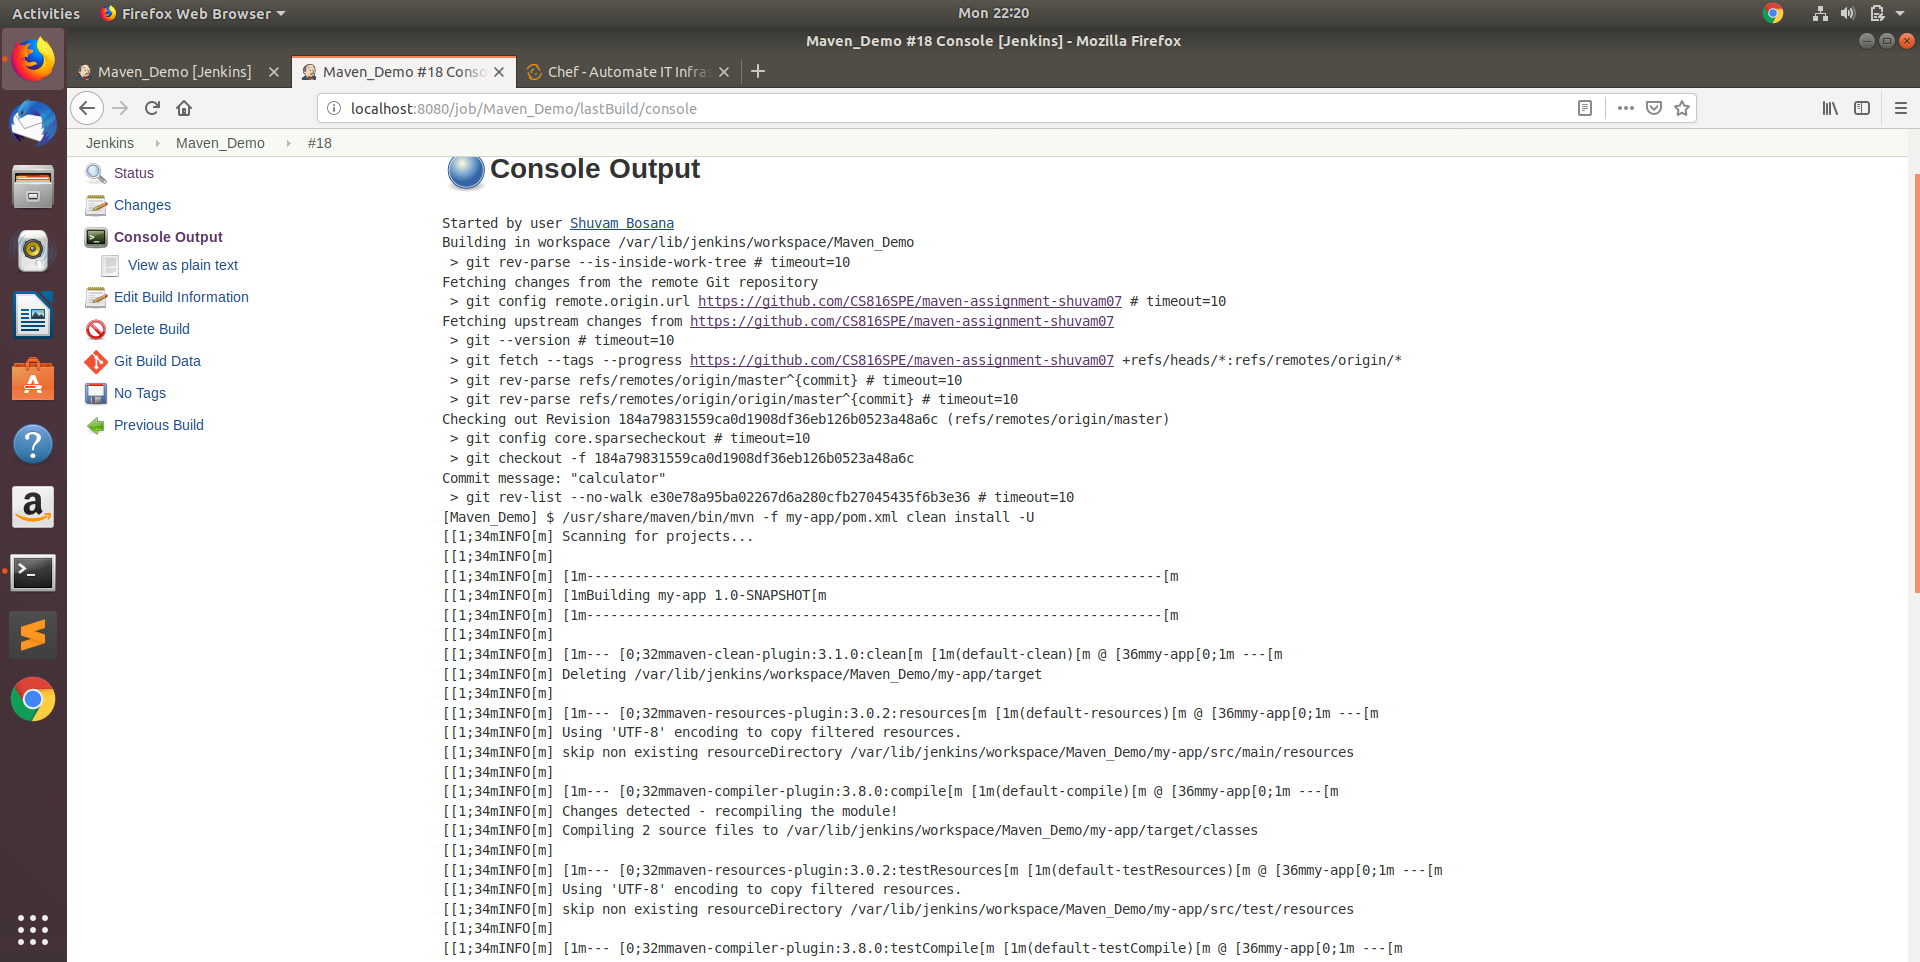 Activities Firefox Web Browser Mon 22:20
Maven_Demo #18 Console [Jenkins] - Mozilla Firefox
Maven_Demo [Jenkins] Maven_Demo #18 Conso Chef - Automate IT Infras
localhost:8080/job/Maven_Demo/lastBuild/console
Jenkins Maven_Demo #18
Status
Changes
Console Output
View as plain text
Edit Build Information
Delete Build
Git Build Data
No Tags
Previous Build
Console Output
Started by user Shuvam Bosana
Building in workspace /var/lib/jenkins/workspace/Maven_Demo
> git rev-parse --is-inside-work-tree # timeout=10
Fetching changes from the remote Git repository
> git config remote.origin.url https://github.com/CS816SPE/maven-assignment-shuvam07 # timeout=10
Fetching upstream changes from https://github.com/CS816SPE/maven-assignment-shuvam07
> git --version # timeout=10
> git fetch --tags --progress https://github.com/CS816SPE/maven-assignment-shuvam07 +refs/heads/*:refs/remotes/origin/*
> git rev-parse refs/remotes/origin/master^{commit} # timeout=10
> git rev-parse refs/remotes/origin/origin/master^{commit} # timeout=10
Checking out Revision 184a79831559ca0d1908df36eb126b0523a48a6c (refs/remotes/origin/master)
> git config core.sparsecheckout # timeout=10
> git checkout -f 184a79831559ca0d1908df36eb126b0523a48a6c
Commit message: "calculator"
> git rev-list --no-walk e30e78a95ba02267d6a280cfb27045435f6b3e36 # timeout=10
[Maven_Demo] $ /usr/share/maven/bin/mvn -f my-app/pom.xml clean install -U
[[1;34mINFO[m] Scanning for projects...
[[1;34mINFO[m]
[[1;34mINFO[m] [1m------------------------------------------------------------------------[m
[[1;34mINFO[m] [1mBuilding my-app 1.0-SNAPSHOT[m
[[1;34mINFO[m] [1m------------------------------------------------------------------------[m
[[1;34mINFO[m]
[[1;34mINFO[m] [1m--- [0;32mmaven-clean-plugin:3.1.0:clean[m [1m(default-clean)[m @ [36mmy-app[0;1m ---[m
[[1;34mINFO[m] Deleting /var/lib/jenkins/workspace/Maven_Demo/my-app/target
[[1;34mINFO[m]
[[1;34mINFO[m] [1m--- [0;32mmaven-resources-plugin:3.0.2:resources[m [1m(default-resources)[m @ [36mmy-app[0;1m ---[m
[[1;34mINFO[m] Using 'UTF-8' encoding to copy filtered resources.
[[1;34mINFO[m] skip non existing resourceDirectory /var/lib/jenkins/workspace/Maven_Demo/my-app/src/main/resources
[[1;34mINFO[m]
[[1;34mINFO[m] [1m--- [0;32mmaven-compiler-plugin:3.8.0:compile[m [1m(default-compile)[m @ [36mmy-app[0;1m ---[m
[[1;34mINFO[m] Changes detected - recompiling the module!
[[1;34mINFO[m] Compiling 2 source files to /var/lib/jenkins/workspace/Maven_Demo/my-app/target/classes
[[1;34mINFO[m]
[[1;34mINFO[m] [1m--- [0;32mmaven-resources-plugin:3.0.2:testResources[m [1m(default-testResources)[m @ [36mmy-app[0;1m ---[m
[[1;34mINFO[m] Using 'UTF-8' encoding to copy filtered resources.
[[1;34mINFO[m] skip non existing resourceDirectory /var/lib/jenkins/workspace/Maven_Demo/my-app/src/test/resources
[[1;34mINFO[m]
[[1;34mINFO[m] [1m--- [0;32mmaven-compiler-plugin:3.8.0:testCompile[m [1m(default-testCompile)[m @ [36mmy-app[0;1m ---[m